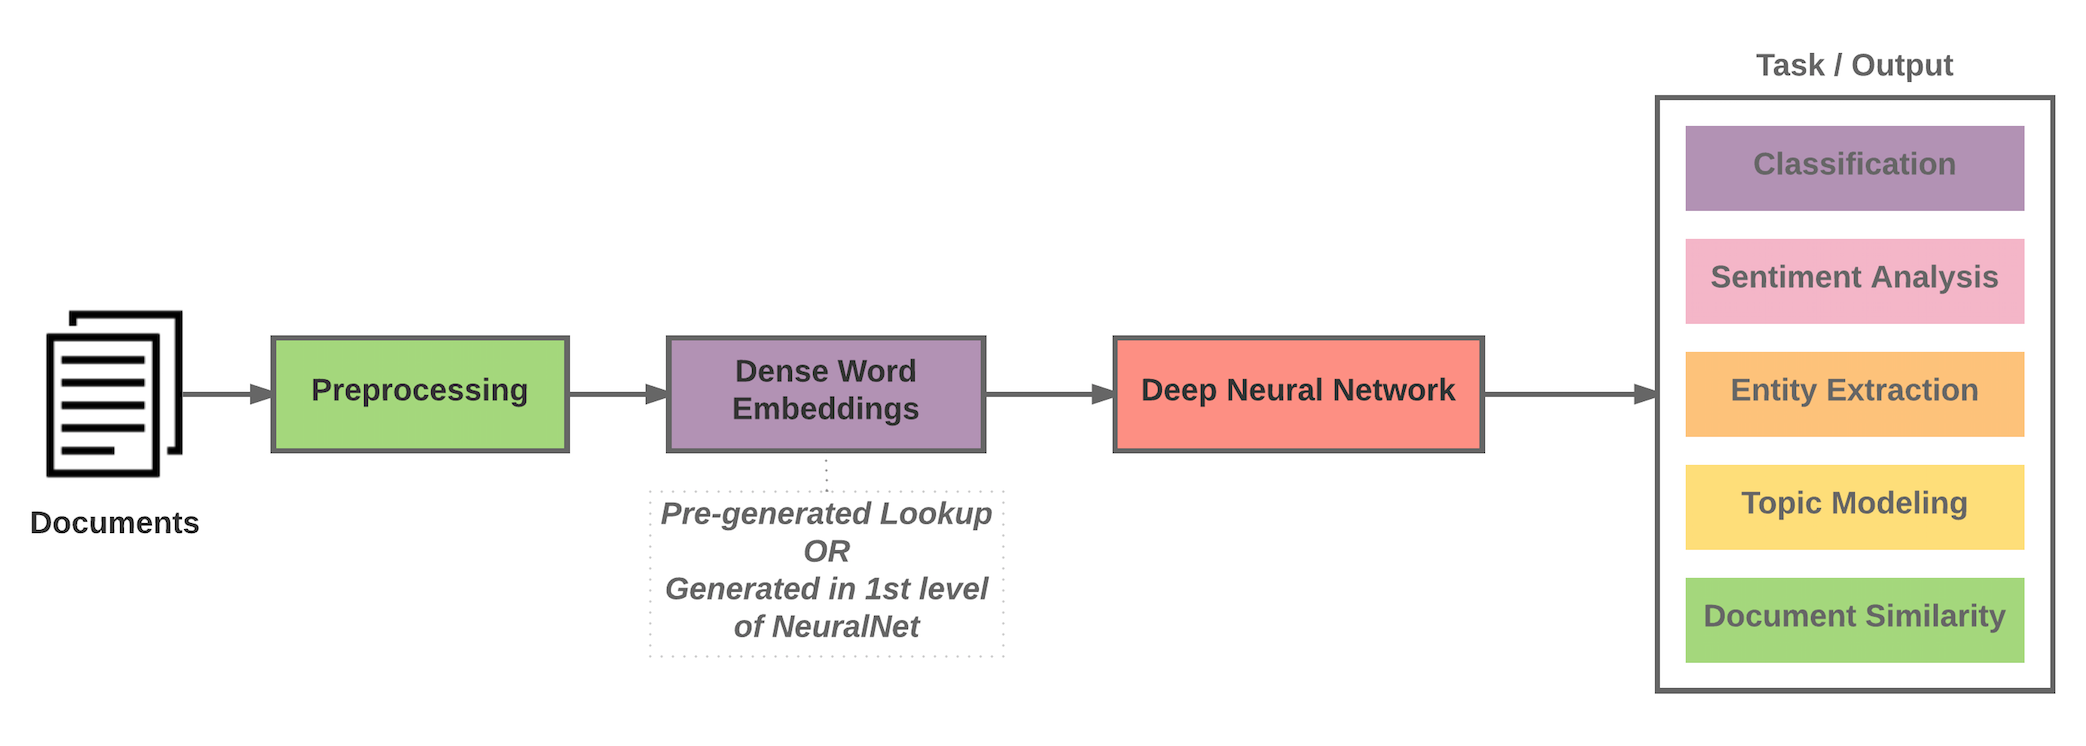 Task / Output
Classification
Sentiment Analysis
Entity Extraction
Topic Modeling
Document Similarity
Documents
Preprocessing
Dense Word
Embeddings
Deep Neural Network
Pre-generated Lookup
OR
Generated in 1st level
of NeuralNet